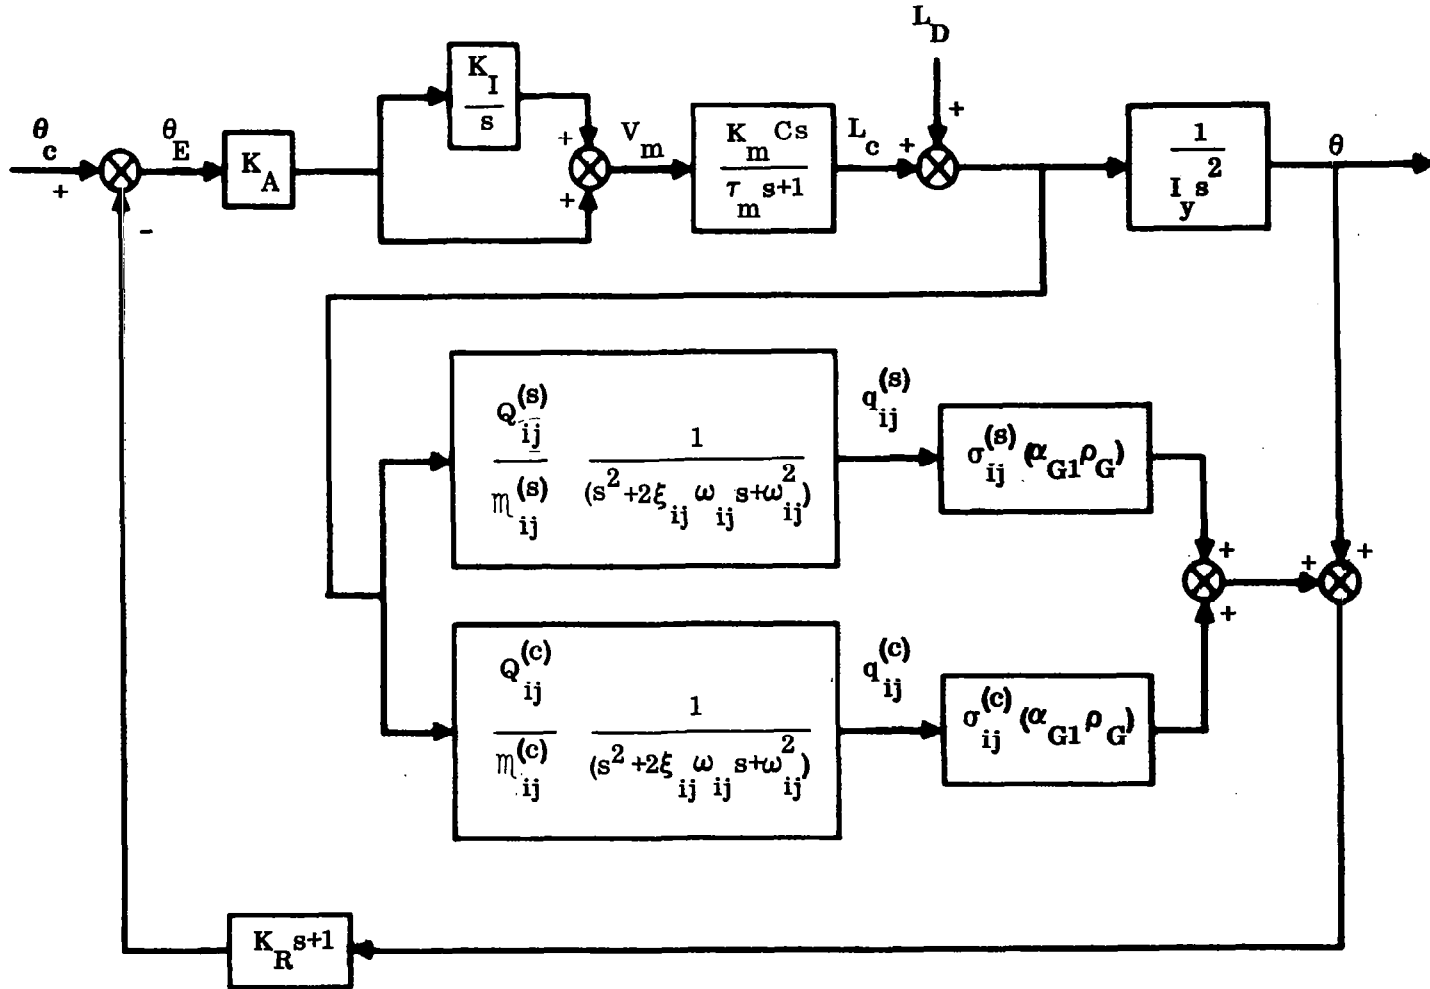 L_D
+
θ_c
+
-
θ_E
K_A
K_I
s
+
+
V_m
K_m Cs
τ_m s+1
L_c
+
1
I_y s^2
θ
Q_ij^(s)
m_ij^(s)
1
(s^2+2ξ_ij ω_ij s+ω_ij^2)
q_ij^(s)
σ_ij^(s) (α_G1 ρ_G)
+
+
+
+
Q_ij^(c)
m_ij^(c)
1
(s^2+2ξ_ij ω_ij s+ω_ij^2)
q_ij^(c)
σ_ij^(c) (α_G1 ρ_G)
K_R s+1